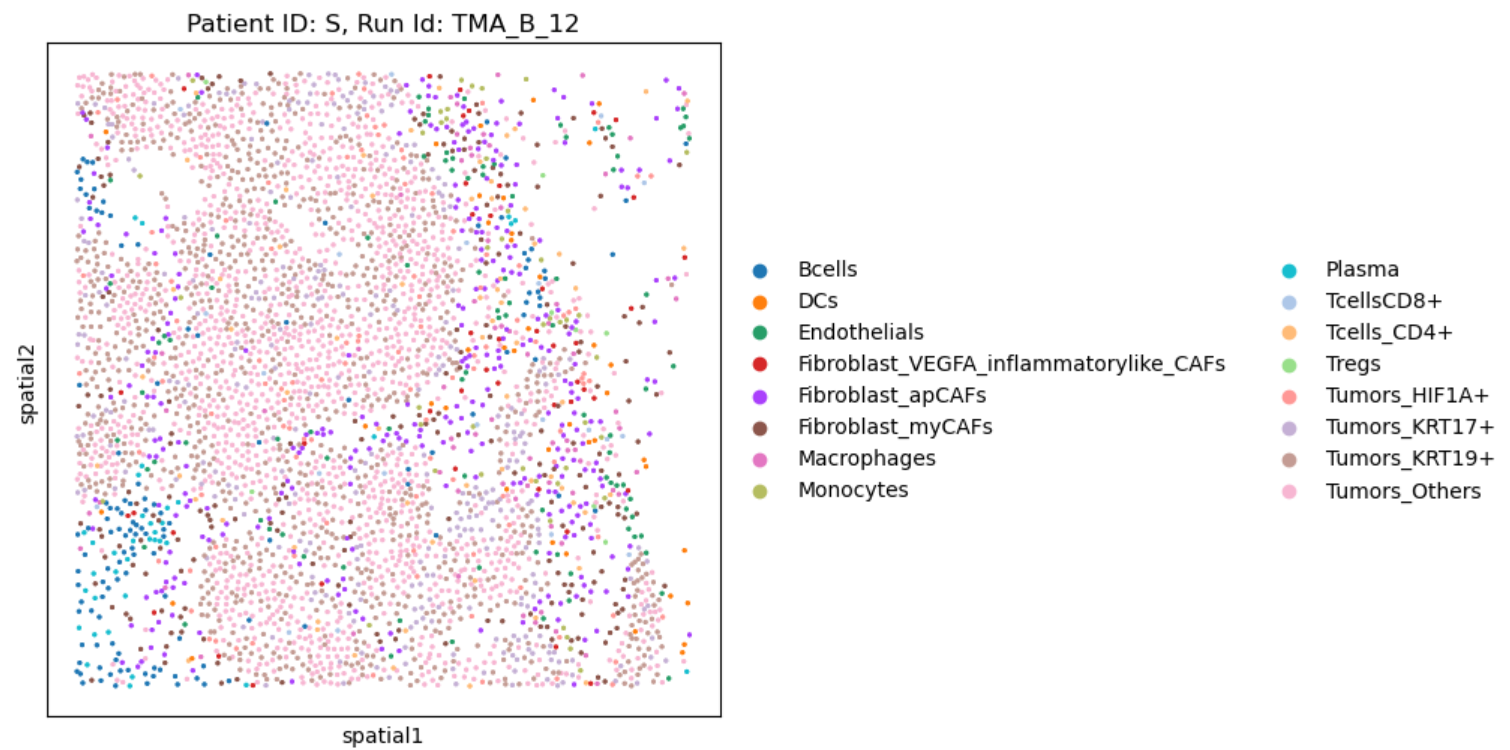 Patient ID: S, Run Id: TMA_B_12
spatial2
spatial1
Bcells
DCs
Endothelials
Fibroblast_VEGFA_inflammatorylike_CAFs
Fibroblast_apCAFs
Fibroblast_myCAFs
Macrophages
Monocytes
Plasma
TcellsCD8+
Tcells_CD4+
Tregs
Tumors_HIF1A+
Tumors_KRT17+
Tumors_KRT19+
Tumors_Others